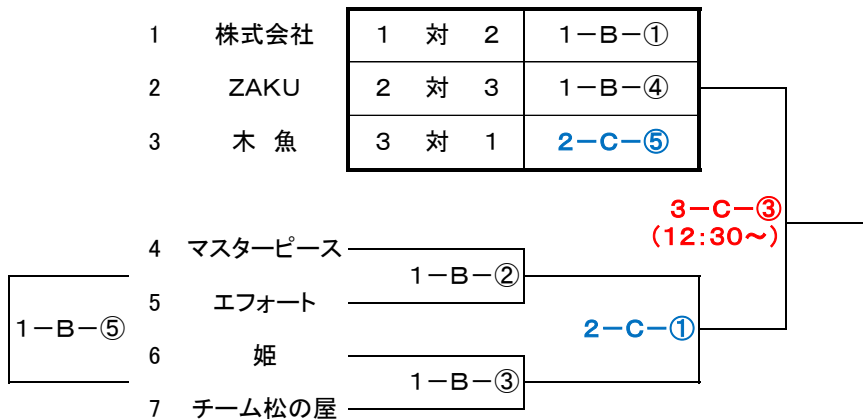 1 株式会社 1 対 2 1－B－①
2 ZAKU 2 対 3 1－B－④
3 木 魚 3 対 1 2－C－⑤
3－C－③
(12:30～)
4 マスターピース
1－B－②
5 エフォート
1－B－⑤ 2－C－①
6 姫
1－B－③
7 チーム松の屋